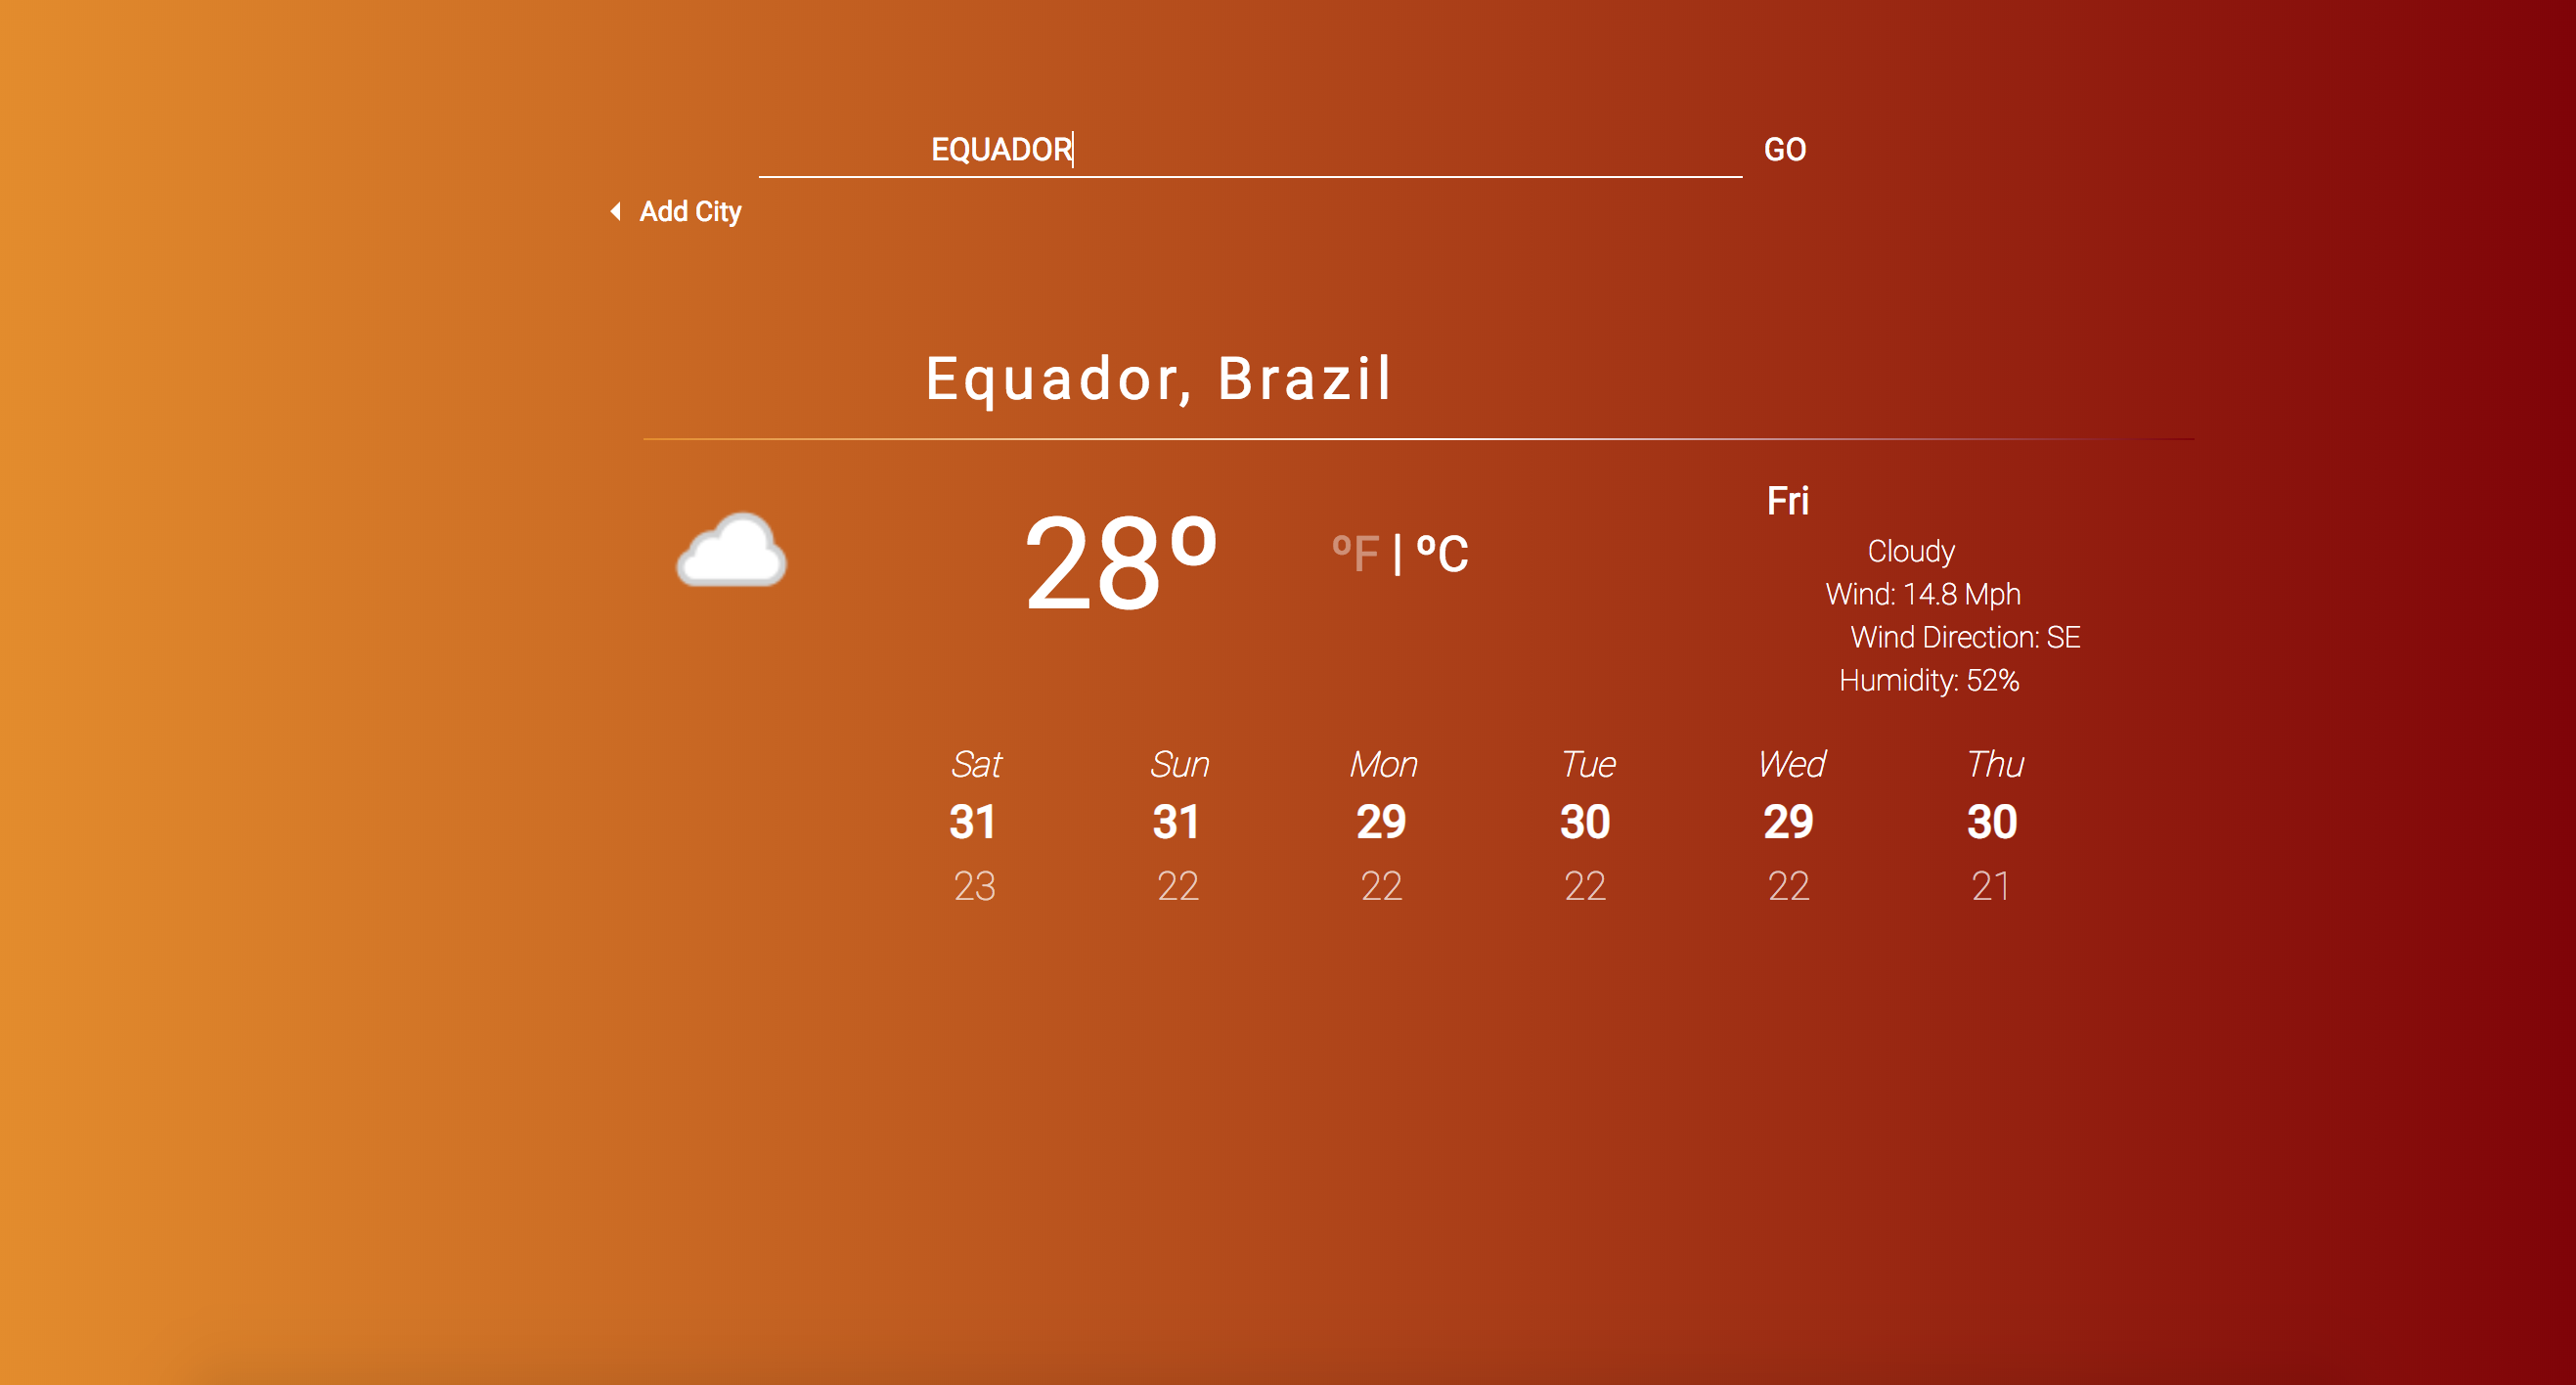 EQUADOR GO
Add City
Equador, Brazil
28º ºF | ºC
Fri
Cloudy
Wind: 14.8 Mph
Wind Direction: SE
Humidity: 52%
Sat Sun Mon Tue Wed Thu
31 31 29 30 29 30
23 22 22 22 22 21